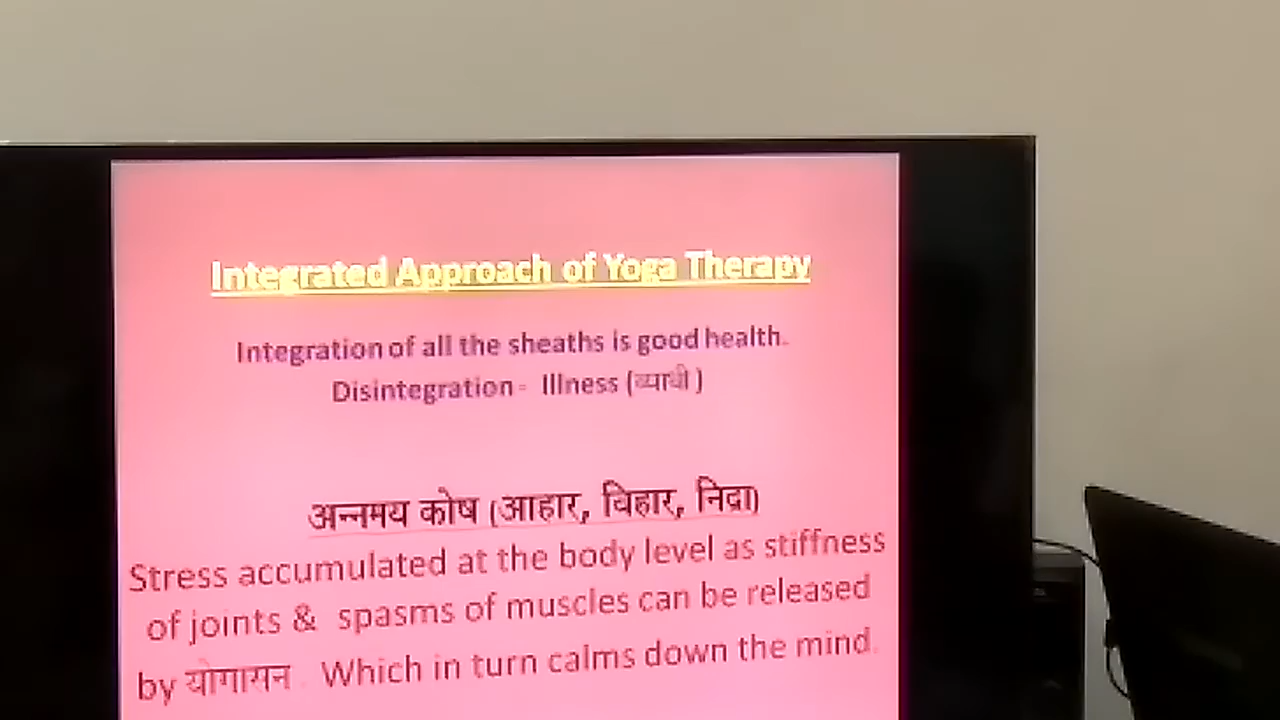 Integrated Approach of Yoga Therapy
Integration of all the sheaths is good health.
Disintegration - Illness (व्याधी )
अन्नमय कोष (आहार, विहार, निद्रा)
Stress accumulated at the body level as stiffness
of joints & spasms of muscles can be released
by योगासन . Which in turn calms down the mind.